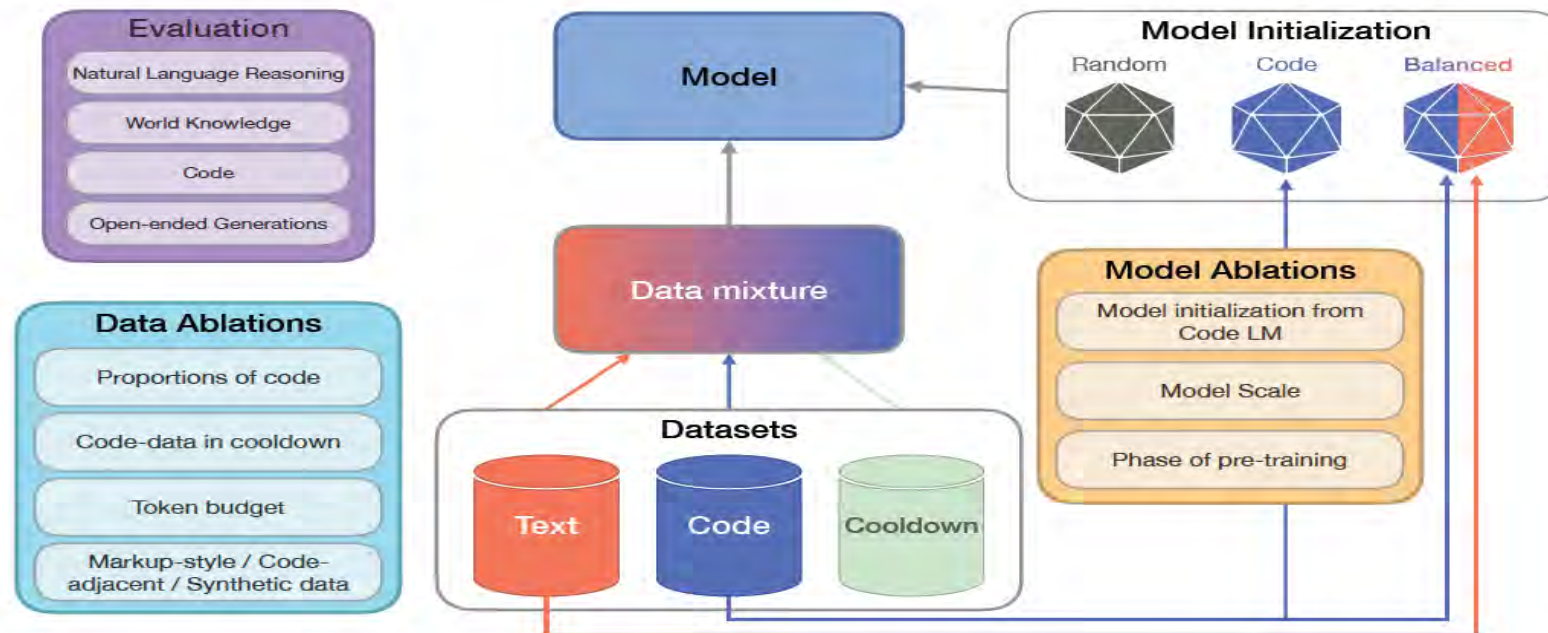 Evaluation
Natural Language Reasoning
World Knowledge
Code
Open-ended Generations
Data Ablations
Proportions of code
Code-data in cooldown
Token budget
Markup-style / Code-
adjacent / Synthetic data
Model
Data mixture
Datasets
Text
Code
Cooldown
Model Initialization
Random
Code
Balanced
Model Ablations
Model initialization from
Code LM
Model Scale
Phase of pre-training